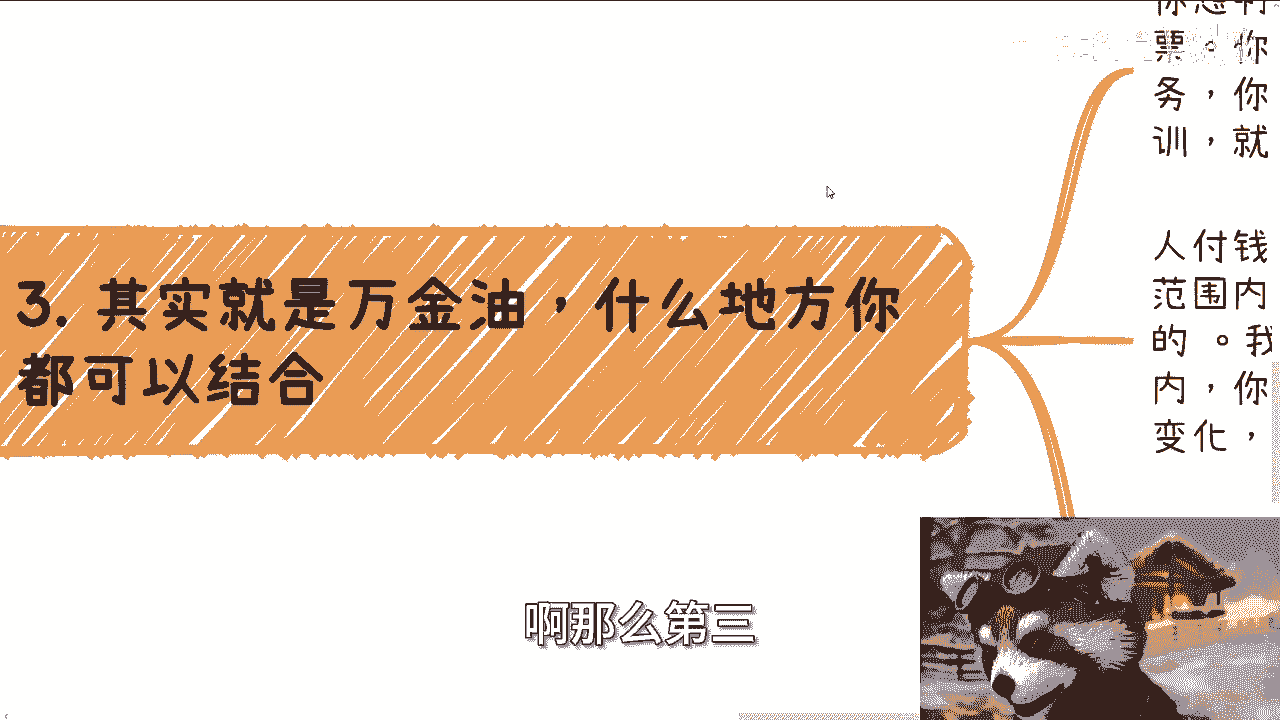 票。你
务，你
训，就
3. 其实就是万金油，什么地方你
都可以结合
人付钱
范围内
的 。我
内，你
变化，
啊那么第三